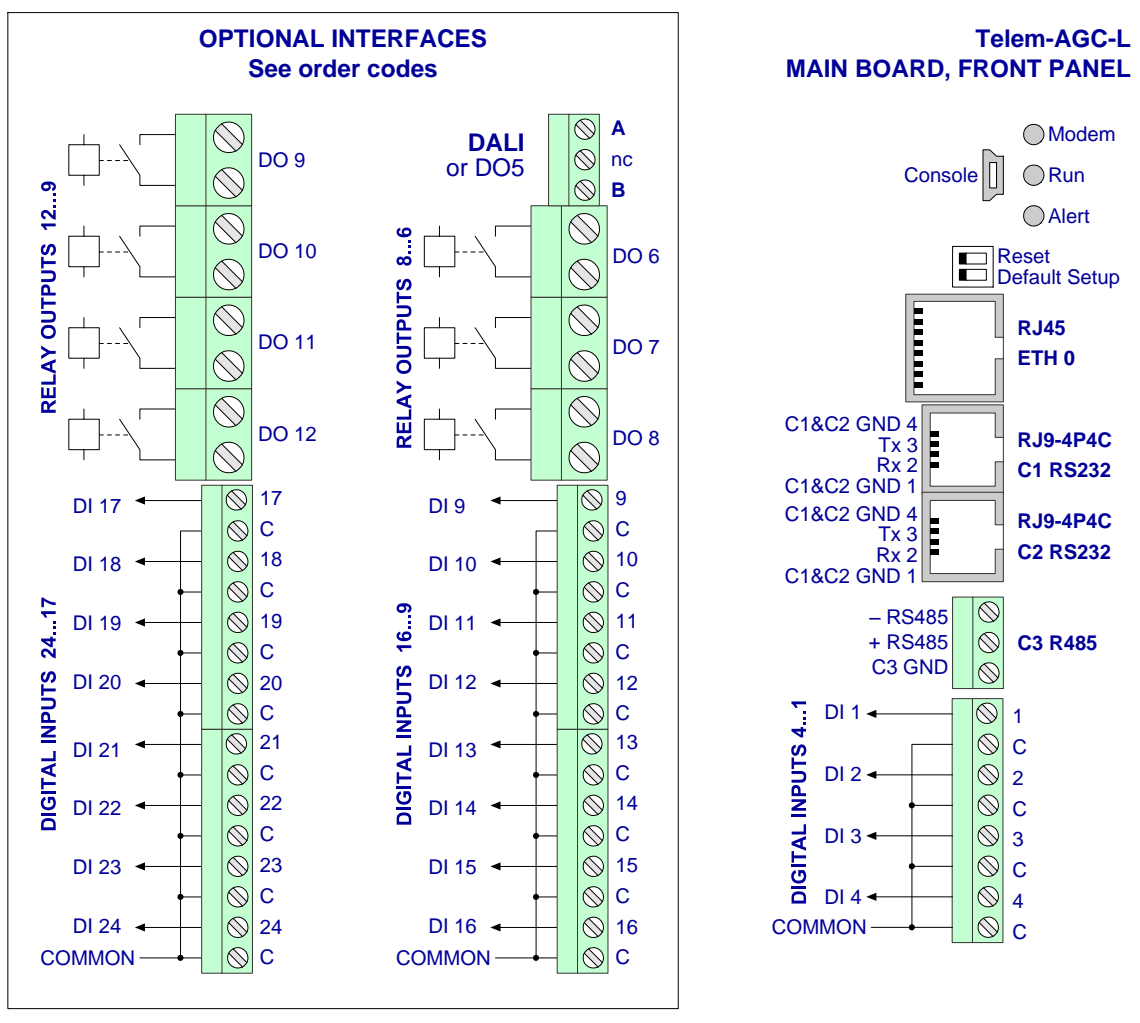 OPTIONAL INTERFACES
See order codes
RELAY OUTPUTS 12...9
DO 9
DO 10
DO 11
DO 12
DIGITAL INPUTS 24...17
DI 17
17
C
DI 18
18
C
DI 19
19
C
DI 20
20
C
DI 21
21
C
DI 22
22
C
DI 23
23
C
DI 24
24
COMMON
C
DALI
or DO5
A
nc
B
RELAY OUTPUTS 8...6
DO 6
DO 7
DO 8
DIGITAL INPUTS 16...9
DI 9
9
C
DI 10
10
C
DI 11
11
C
DI 12
12
C
DI 13
13
C
DI 14
14
C
DI 15
15
C
DI 16
16
COMMON
C
Telem-AGC-L
MAIN BOARD, FRONT PANEL
Modem
Console
Run
Alert
Reset
Default Setup
RJ45
ETH 0
C1&C2 GND 4
Tx 3
Rx 2
C1&C2 GND 1
RJ9-4P4C
C1 RS232
C1&C2 GND 4
Tx 3
Rx 2
C1&C2 GND 1
RJ9-4P4C
C2 RS232
– RS485
+ RS485
C3 GND
C3 R485
DIGITAL INPUTS 4...1
DI 1
1
C
DI 2
2
C
DI 3
3
C
DI 4
4
COMMON
C